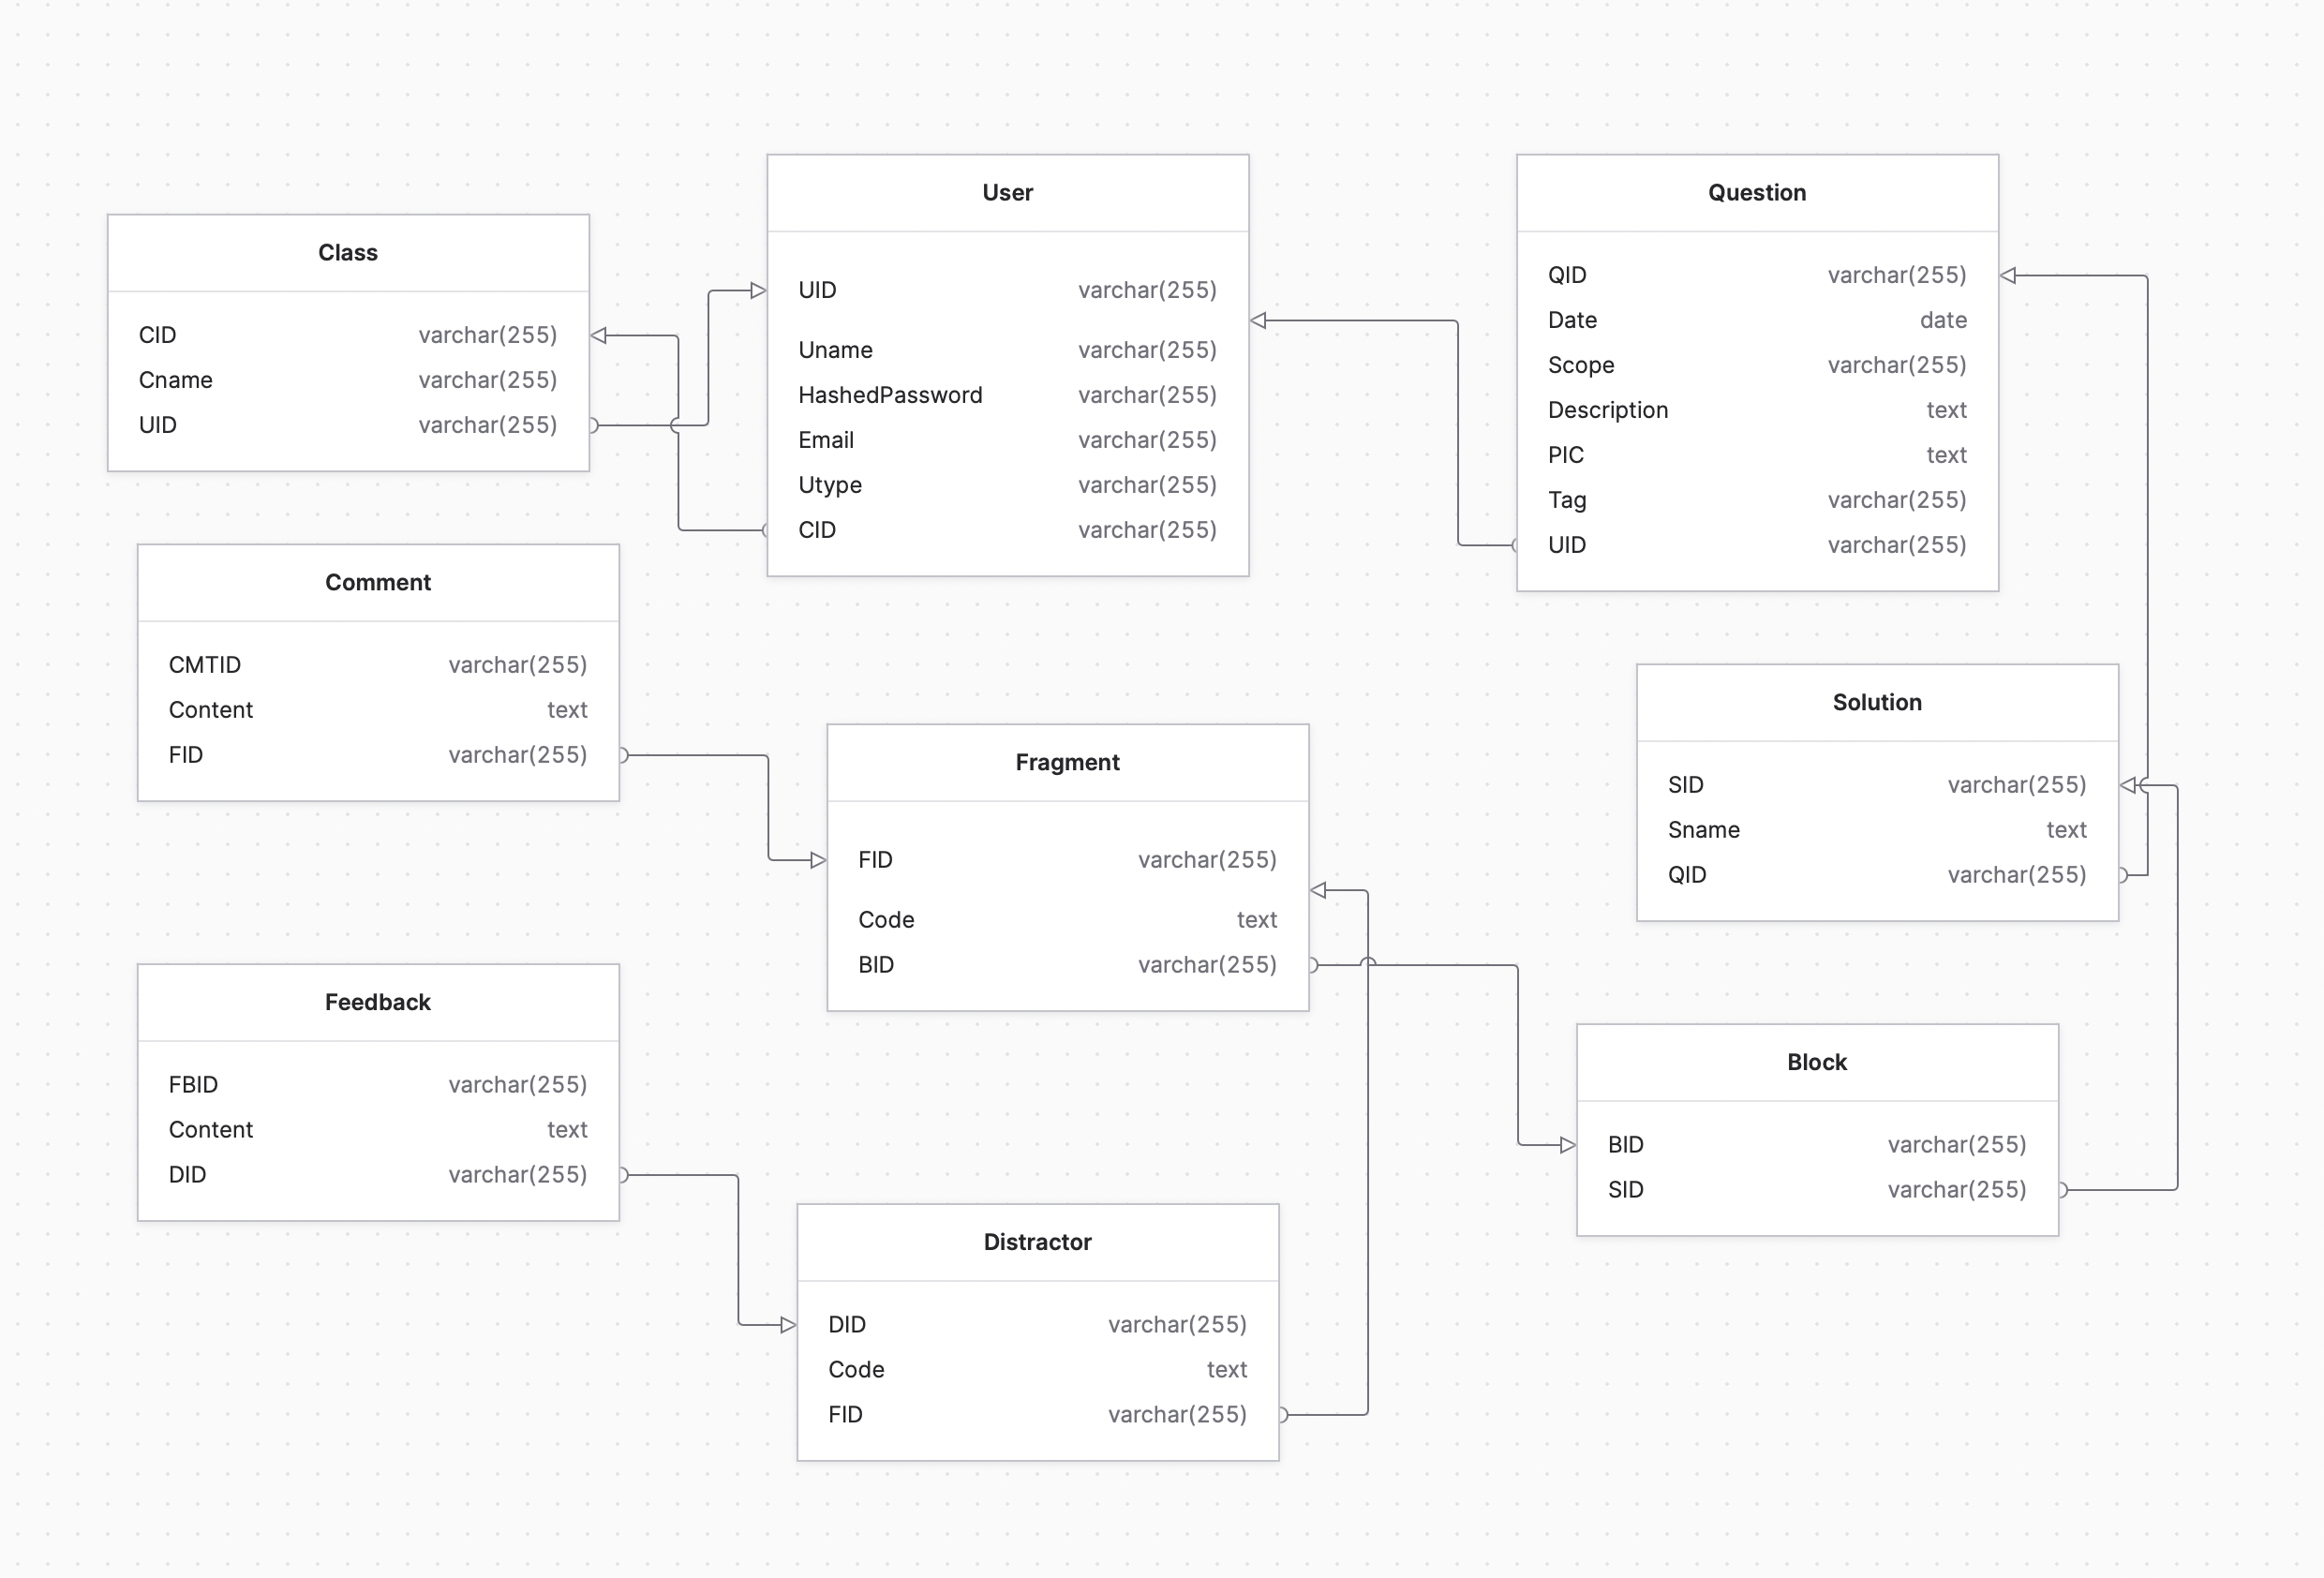 Class
CID varchar(255)
Cname varchar(255)
UID varchar(255)
User
UID varchar(255)
Uname varchar(255)
HashedPassword varchar(255)
Email varchar(255)
Utype varchar(255)
CID varchar(255)
Question
QID varchar(255)
Date date
Scope varchar(255)
Description text
PIC text
Tag varchar(255)
UID varchar(255)
Comment
CMTID varchar(255)
Content text
FID varchar(255)
Fragment
FID varchar(255)
Code text
BID varchar(255)
Solution
SID varchar(255)
Sname text
QID varchar(255)
Feedback
FBID varchar(255)
Content text
DID varchar(255)
Distractor
DID varchar(255)
Code text
FID varchar(255)
Block
BID varchar(255)
SID varchar(255)